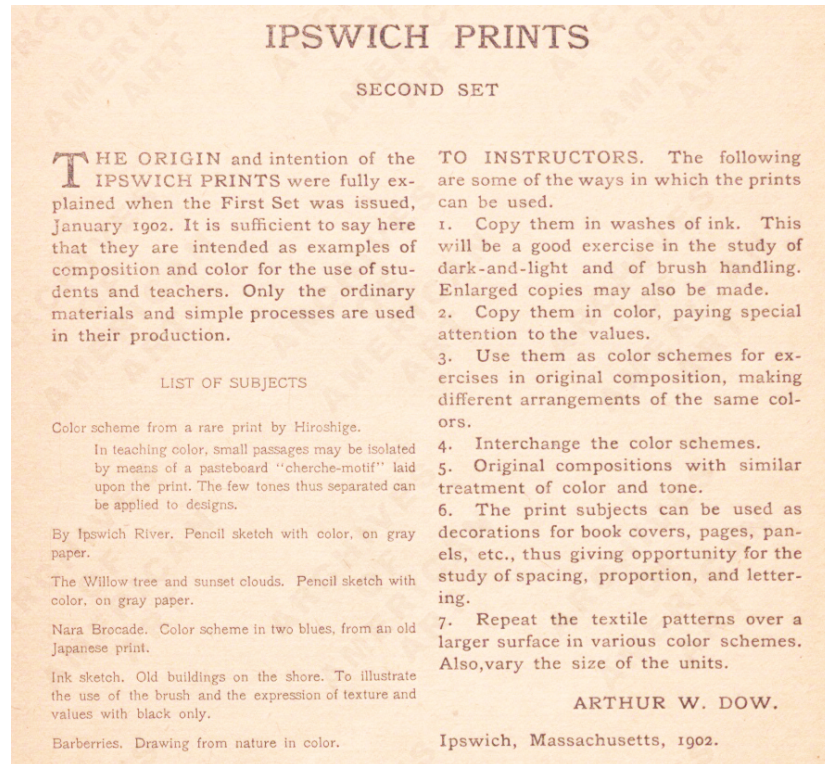 IPSWICH PRINTS
SECOND SET
THE ORIGIN and intention of the
IPSWICH PRINTS were fully ex-
plained when the First Set was issued,
January 1902. It is sufficient to say here
that they are intended as examples of
composition and color for the use of stu-
dents and teachers. Only the ordinary
materials and simple processes are used
in their production.
LIST OF SUBJECTS
Color scheme from a rare print by Hiroshige.
In teaching color, small passages may be isolated
by means of a pasteboard "cherche-motif" laid
upon the print. The few tones thus separated can
be applied to designs.
By Ipswich River. Pencil sketch with color, on gray
paper.
The Willow tree and sunset clouds. Pencil sketch with
color, on gray paper.
Nara Brocade. Color scheme in two blues, from an old
Japanese print.
Ink sketch. Old buildings on the shore. To illustrate
the use of the brush and the expression of texture and
values with black only.
Barberries. Drawing from nature in color.
TO INSTRUCTORS. The following
are some of the ways in which the prints
can be used.
1. Copy them in washes of ink. This
will be a good exercise in the study of
dark-and-light and of brush handling.
Enlarged copies may also be made.
2. Copy them in color, paying special
attention to the values.
3. Use them as color schemes for ex-
ercises in original composition, making
different arrangements of the same col-
ors.
4. Interchange the color schemes.
5. Original compositions with similar
treatment of color and tone.
6. The print subjects can be used as
decorations for book covers, pages, pan-
els, etc., thus giving opportunity for the
study of spacing, proportion, and letter-
ing.
7. Repeat the textile patterns over a
larger surface in various color schemes.
Also,vary the size of the units.
ARTHUR W. DOW.
Ipswich, Massachusetts, 1902.